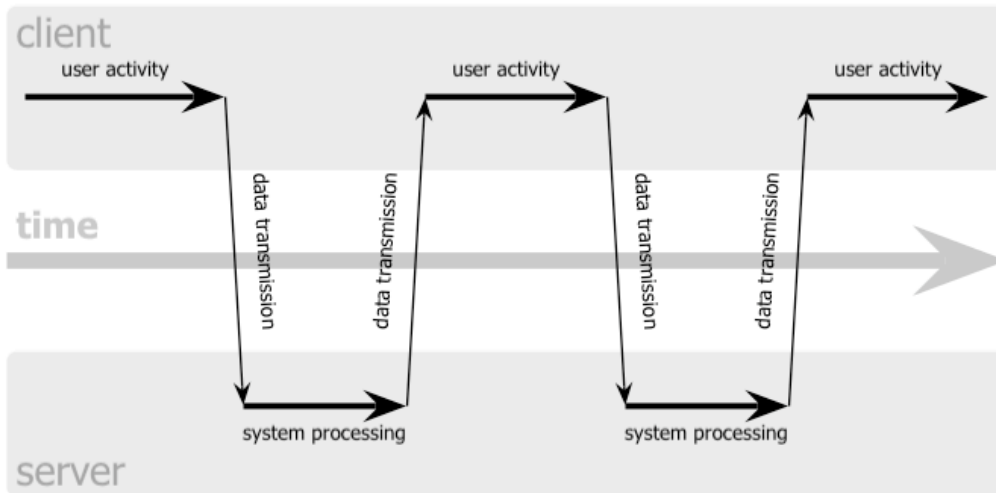 client
user activity
user activity
user activity
data transmission
data transmission
data transmission
data transmission
time
system processing
system processing
server